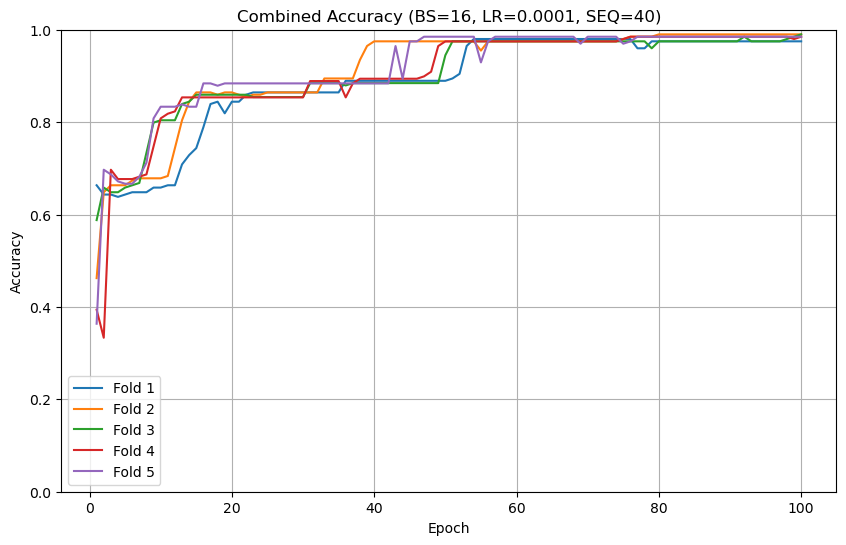 Combined Accuracy (BS=16, LR=0.0001, SEQ=40)
1.0
0.8
0.6
0.4
0.2
0.0
Accuracy
Fold 1
Fold 2
Fold 3
Fold 4
Fold 5
0 20 40 60 80 100
Epoch